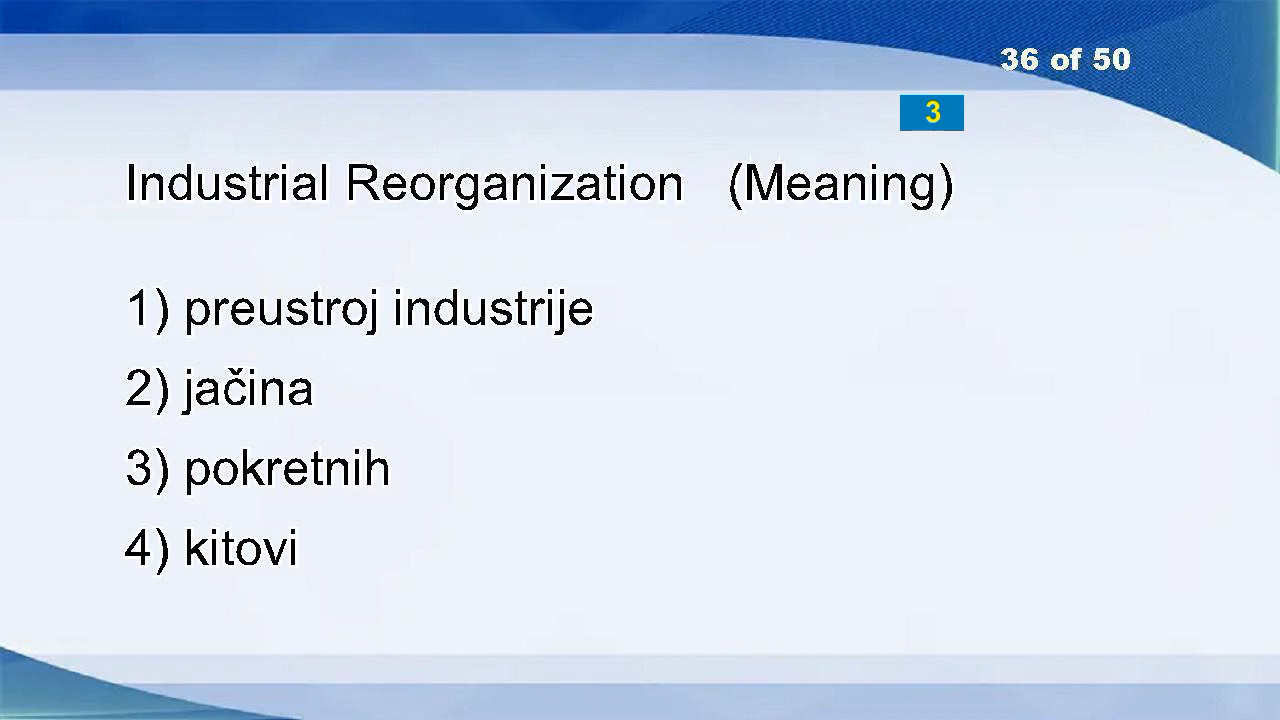 36 of 50
3
Industrial Reorganization (Meaning)
1) preustroj industrije
2) jačina
3) pokretnih
4) kitovi